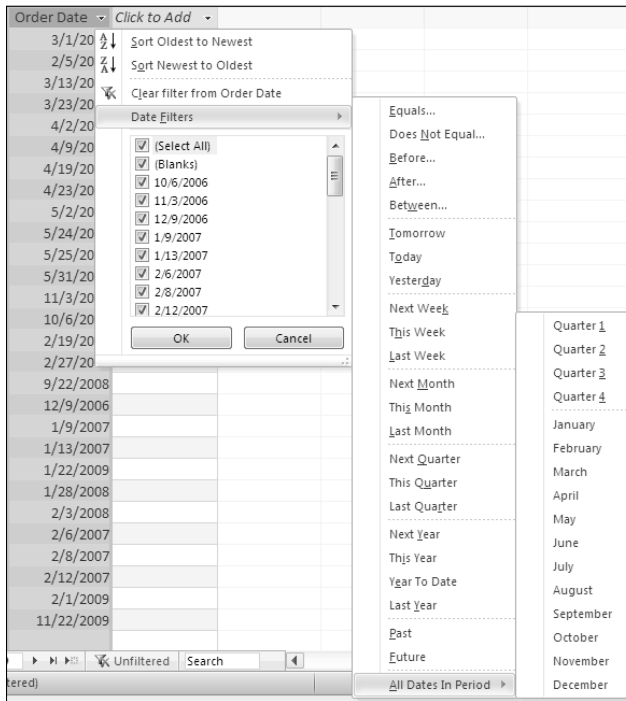 Order Date Click to Add
3/1/20
2/5/20
3/13/20
3/23/20
4/2/20
4/9/20
4/19/20
4/23/20
5/2/20
5/24/20
5/25/20
5/31/20
11/3/20
10/6/20
2/19/20
2/27/20
9/22/2008
12/9/2006
1/9/2007
1/13/2007
1/22/2009
1/28/2008
2/3/2008
2/6/2007
2/8/2007
2/12/2007
2/1/2009
11/22/2009
Unfiltered Search
tered)
Sort Oldest to Newest
Sort Newest to Oldest
Clear filter from Order Date
Date Filters
(Select All)
(Blanks)
10/6/2006
11/3/2006
12/9/2006
1/9/2007
1/13/2007
2/6/2007
2/8/2007
2/12/2007
OK Cancel
Equals...
Does Not Equal...
Before...
After...
Between...
Tomorrow
Today
Yesterday
Next Week
This Week
Last Week
Next Month
This Month
Last Month
Next Quarter
This Quarter
Last Quarter
Next Year
This Year
Year To Date
Last Year
Past
Future
All Dates In Period
Quarter 1
Quarter 2
Quarter 3
Quarter 4
January
February
March
April
May
June
July
August
September
October
November
December